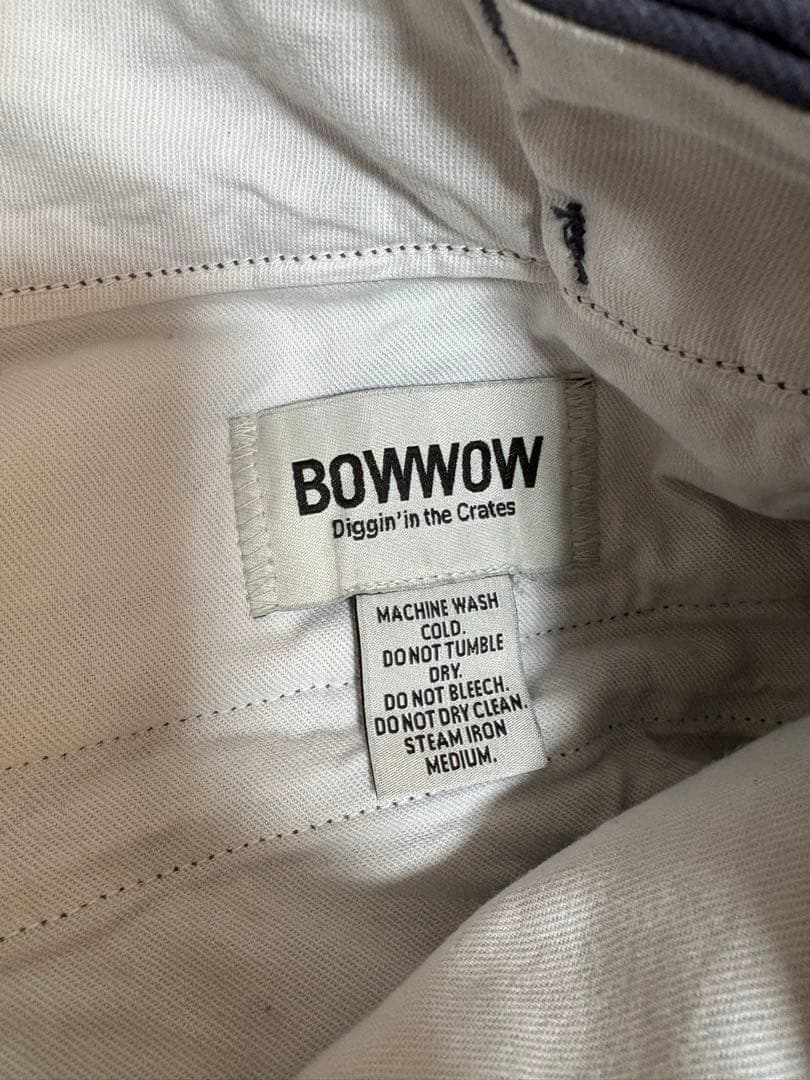 BOWWOW
Diggin' in the Crates
MACHINE WASH
COLD.
DO NOT TUMBLE
DRY.
DO NOT BLEECH.
DO NOT DRY CLEAN.
STEAM IRON
MEDIUM.